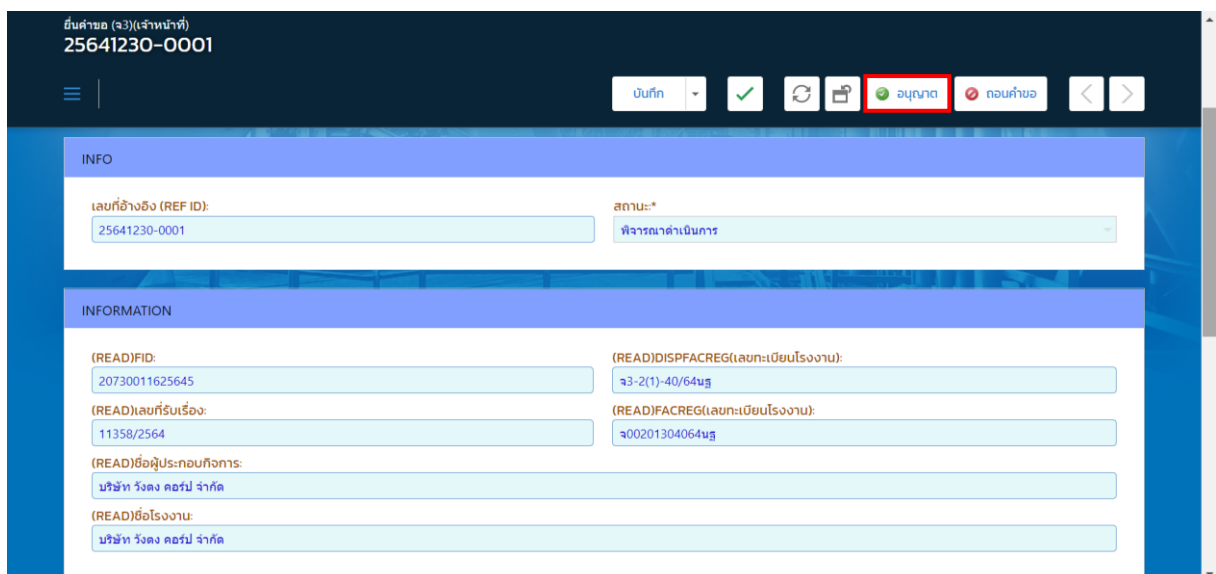 ยื่นคำขอ (จ3)(เจ้าหน้าที่)
25641230-0001
บันทึก อนุญาต ถอนคำขอ
INFO
เลขที่อ้างอิง (REF ID): สถานะ:*
25641230-0001 พิจารณาดำเนินการ
INFORMATION
(READ)FID: (READ)DISPFACREG(เลขทะเบียนโรงงาน):
20730011625645 จ3-2(1)-40/64นฐ
(READ)เลขที่รับเรื่อง: (READ)FACREG(เลขทะเบียนโรงงาน):
11358/2564 จ00201304064นฐ
(READ)ชื่อผู้ประกอบกิจการ:
บริษัท วังตง คอร์ป จำกัด
(READ)ชื่อโรงงาน:
บริษัท วังตง คอร์ป จำกัด